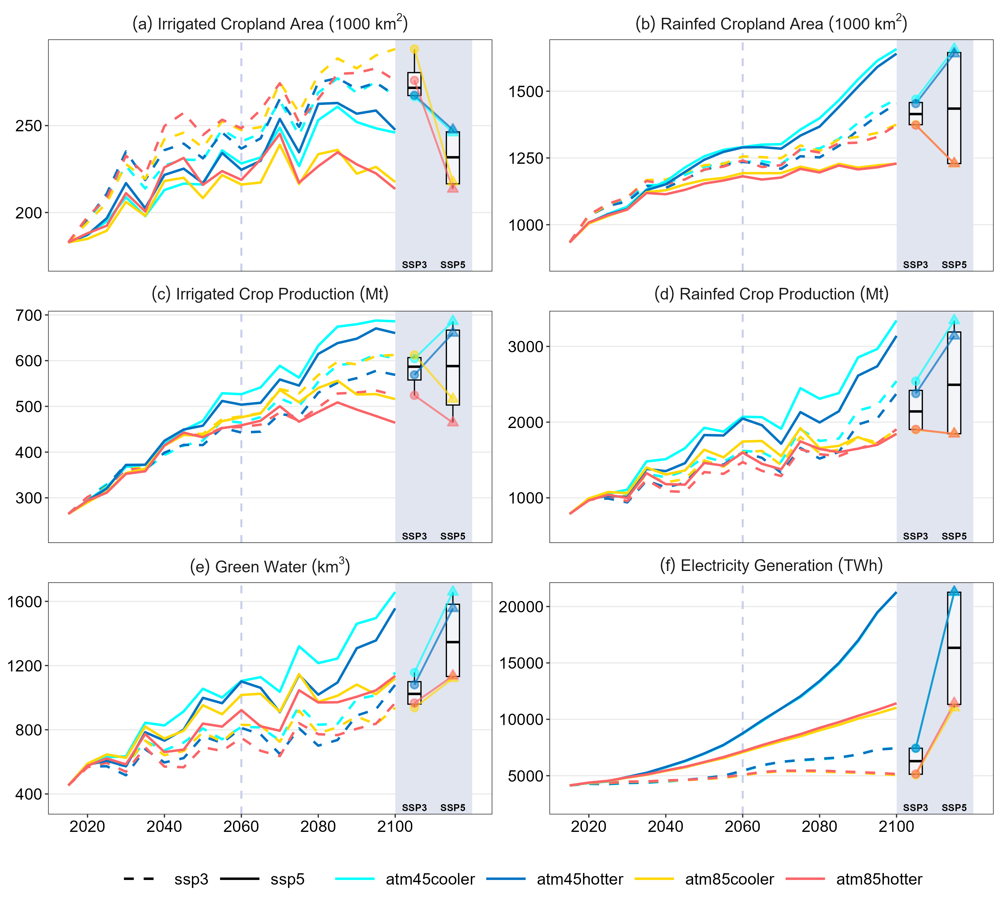 (a) Irrigated Cropland Area (1000 km²)
250
200
SSP3 SSP5
(b) Rainfed Cropland Area (1000 km²)
1500
1250
1000
SSP3 SSP5
(c) Irrigated Crop Production (Mt)
700
600
500
400
300
SSP3 SSP5
(d) Rainfed Crop Production (Mt)
3000
2000
1000
SSP3 SSP5
(e) Green Water (km³)
1600
1200
800
400
SSP3 SSP5
2020 2040 2060 2080 2100
(f) Electricity Generation (TWh)
20000
15000
10000
5000
SSP3 SSP5
2020 2040 2060 2080 2100
ssp3 ssp5 atm45cooler atm45hotter atm85cooler atm85hotter